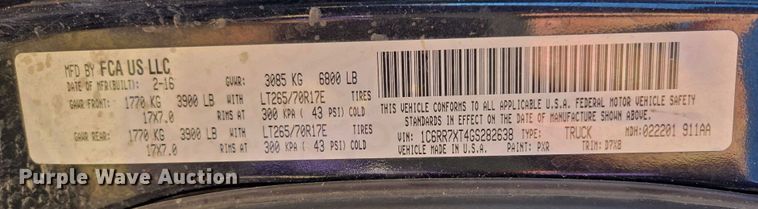 MFD BY FCA US LLC
DATE OF MFR(BUILT): 2-16 GVWR: 3085 KG 6800 LB
GAWR FRONT: 1770 KG 3900 LB WITH LT265/70R17E TIRES
17X7.0 RIMS AT 300 KPA ( 43 PSI) COLD
GAWR REAR: 1770 KG 3900 LB WITH LT265/70R17E TIRES
17X7.0 RIMS AT 300 KPA ( 43 PSI) COLD
THIS VEHICLE CONFORMS TO ALL APPLICABLE U.S.A. FEDERAL MOTOR VEHICLE SAFETY
STANDARDS IN EFFECT ON THE DATE OF MANUFACTURE SHOWN ABOVE.
VIN: 1C6RR7XT4GS282638 TYPE: TRUCK MDH: 022201 911AA
VEHICLE MADE IN U.S.A. PAINT: PXR TRIM: D7X8
Purple Wave Auction